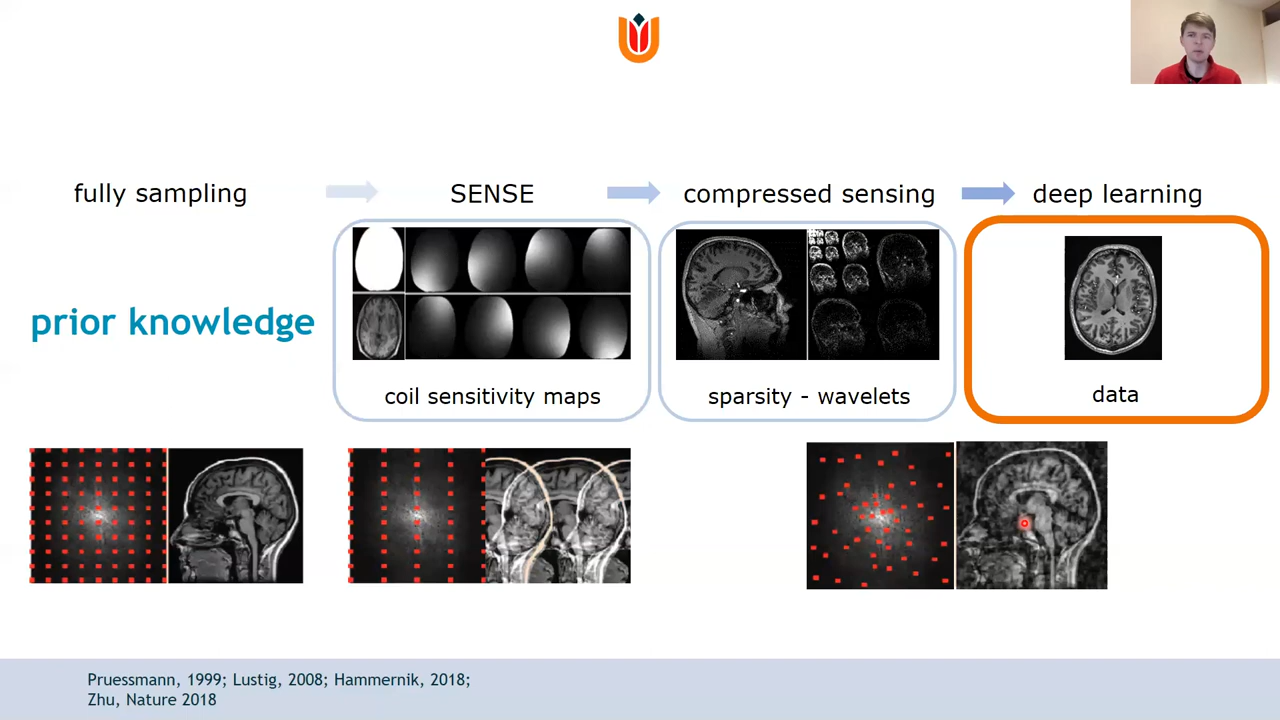 fully sampling
SENSE
compressed sensing
deep learning
prior knowledge
coil sensitivity maps
sparsity - wavelets
data
Pruessmann, 1999; Lustig, 2008; Hammernik, 2018;
Zhu, Nature 2018